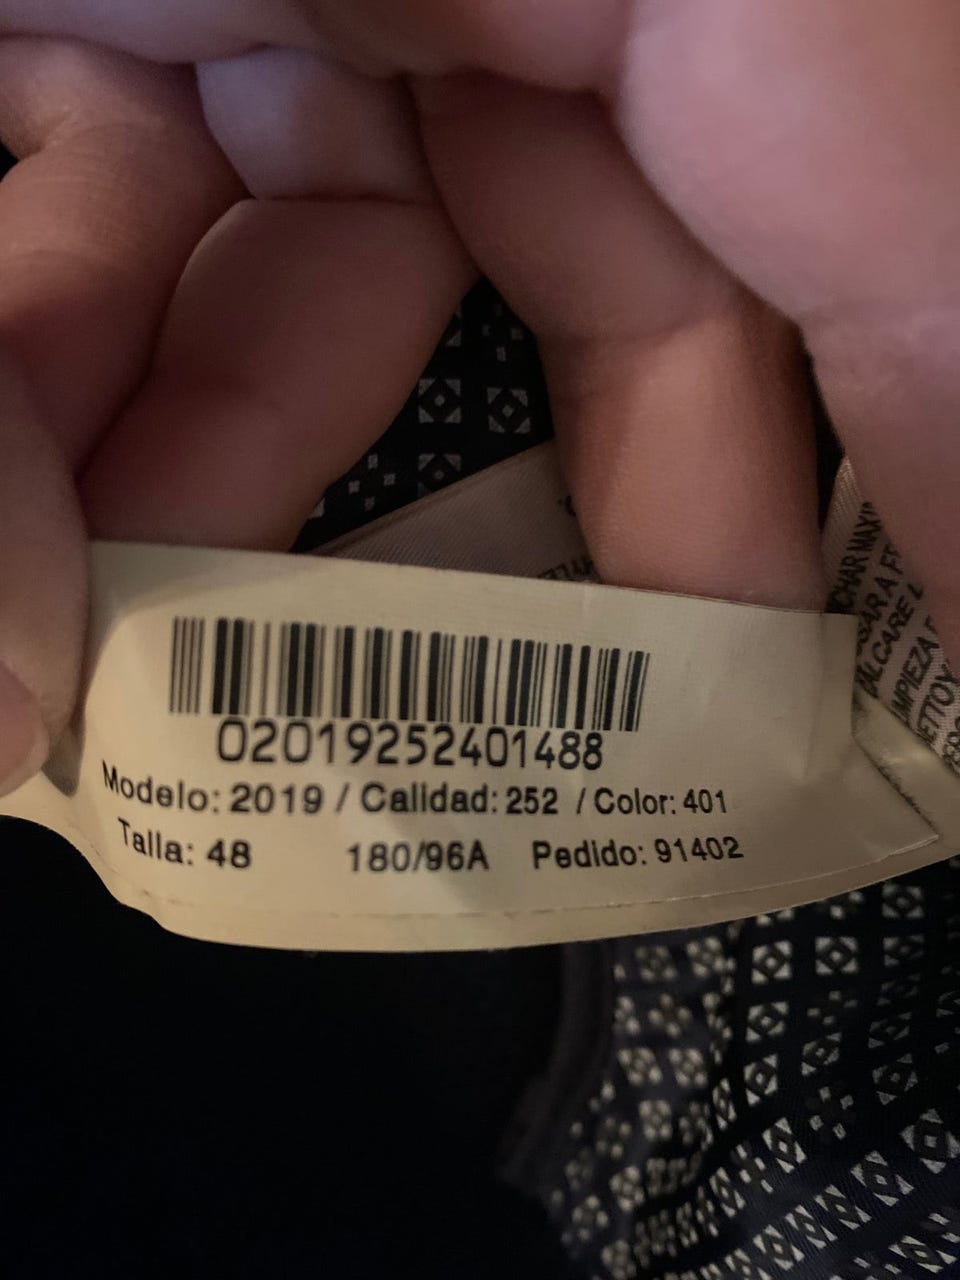 02019252401488
Modelo: 2019 / Calidad: 252 / Color: 401
Talla: 48 180/96A Pedido: 91402